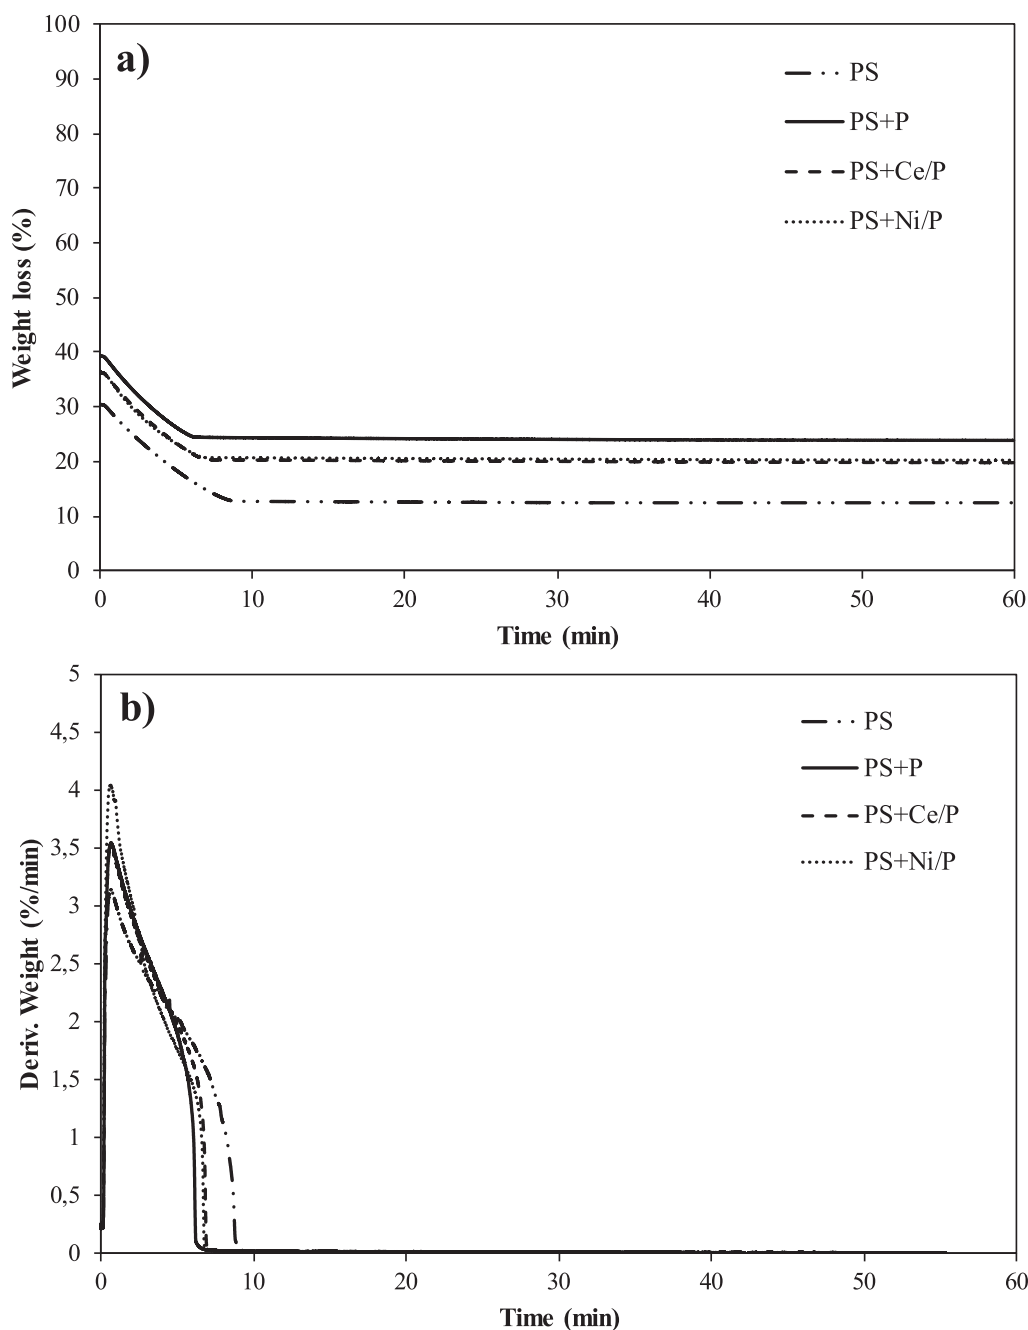 100
a)
90
80
70
60
50
40
30
20
10
0
Weight loss (%)
PS
PS+P
PS+Ce/P
PS+Ni/P
0 10 20 30 40 50 60
Time (min)
5
b)
4,5
4
3,5
3
2,5
2
1,5
1
0,5
0
Deriv. Weight (%/min)
PS
PS+P
PS+Ce/P
PS+Ni/P
0 10 20 30 40 50 60
Time (min)